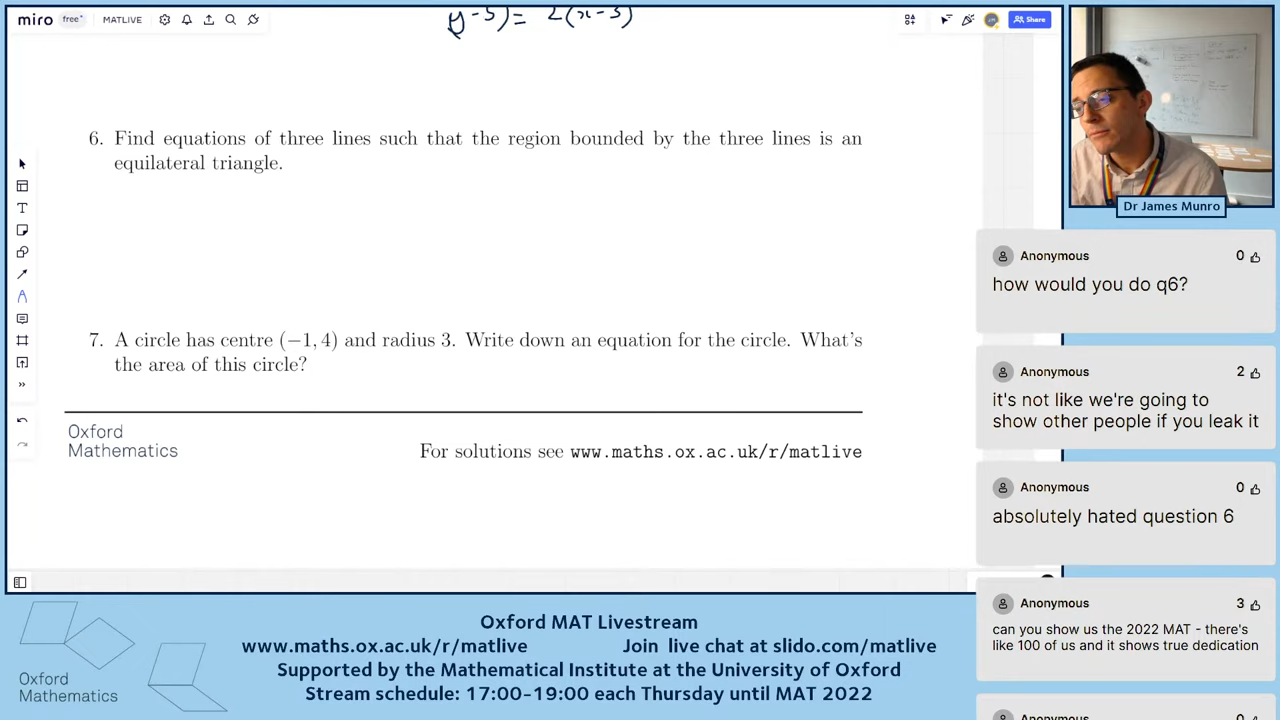 miro free MATLIVE
y-5)= 2(x-3)
Share
6. Find equations of three lines such that the region bounded by the three lines is an
equilateral triangle.
7. A circle has centre (−1, 4) and radius 3. Write down an equation for the circle. What's
the area of this circle?
Oxford
Mathematics
For solutions see www.maths.ox.ac.uk/r/matlive
Dr James Munro
Anonymous 0
how would you do q6?
Anonymous 2
it's not like we're going to
show other people if you leak it
Anonymous 0
absolutely hated question 6
Anonymous 3
can you show us the 2022 MAT - there's
like 100 of us and it shows true dedication
Oxford MAT Livestream
www.maths.ox.ac.uk/r/matlive Join live chat at slido.com/matlive
Supported by the Mathematical Institute at the University of Oxford
Stream schedule: 17:00-19:00 each Thursday until MAT 2022
Oxford
Mathematics